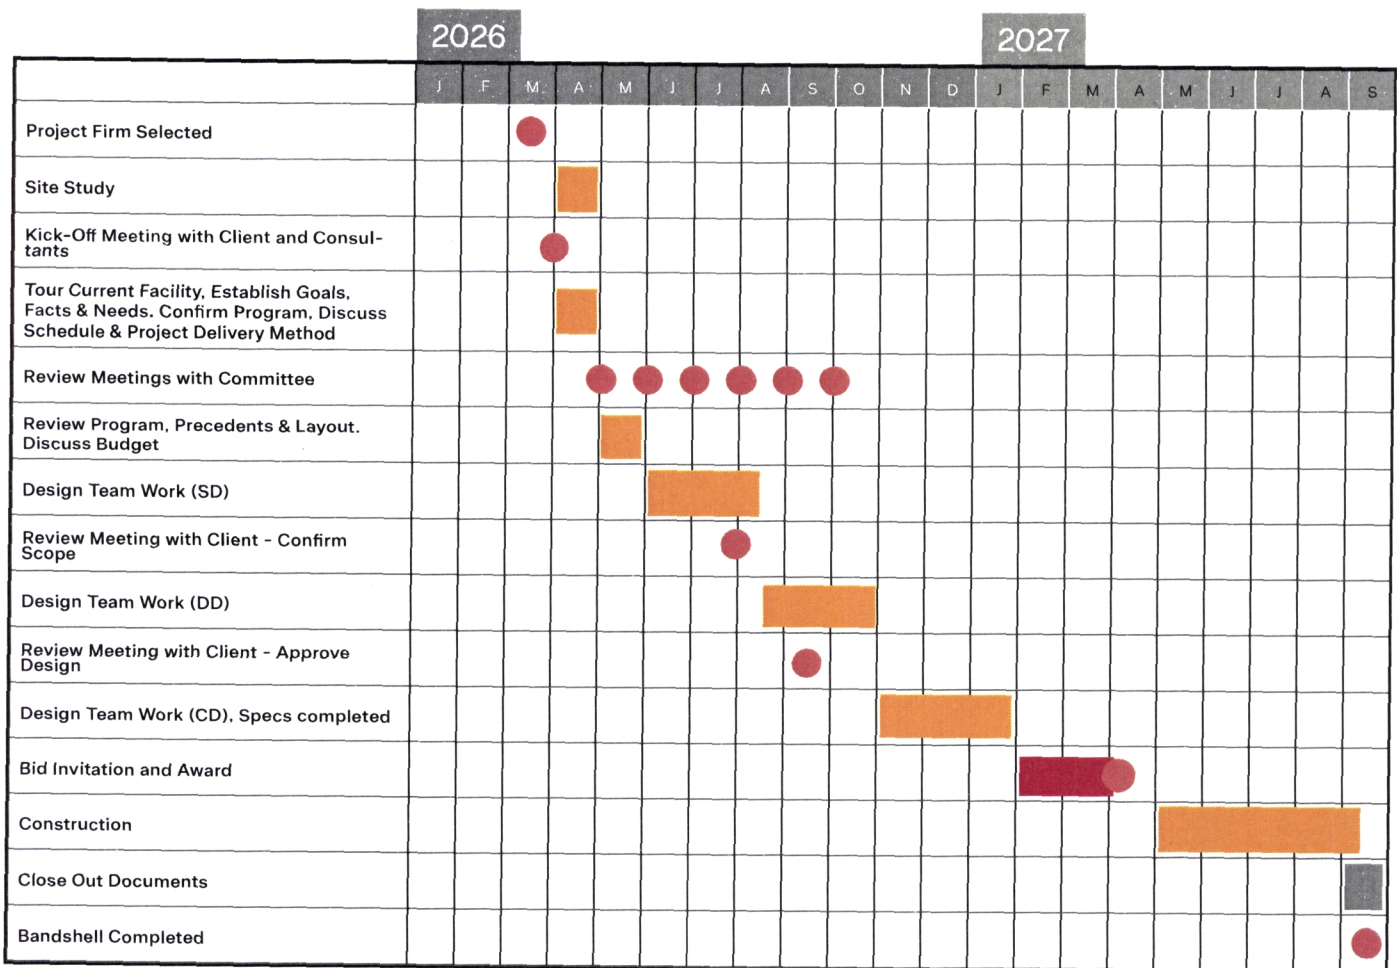 2026
2027
J F M A M J J A S O N D J F M A M J J A S
Project Firm Selected
Site Study
Kick-Off Meeting with Client and Consul-
tants
Tour Current Facility, Establish Goals,
Facts & Needs. Confirm Program, Discuss
Schedule & Project Delivery Method
Review Meetings with Committee
Review Program, Precedents & Layout.
Discuss Budget
Design Team Work (SD)
Review Meeting with Client - Confirm
Scope
Design Team Work (DD)
Review Meeting with Client - Approve
Design
Design Team Work (CD), Specs completed
Bid Invitation and Award
Construction
Close Out Documents
Bandshell Completed